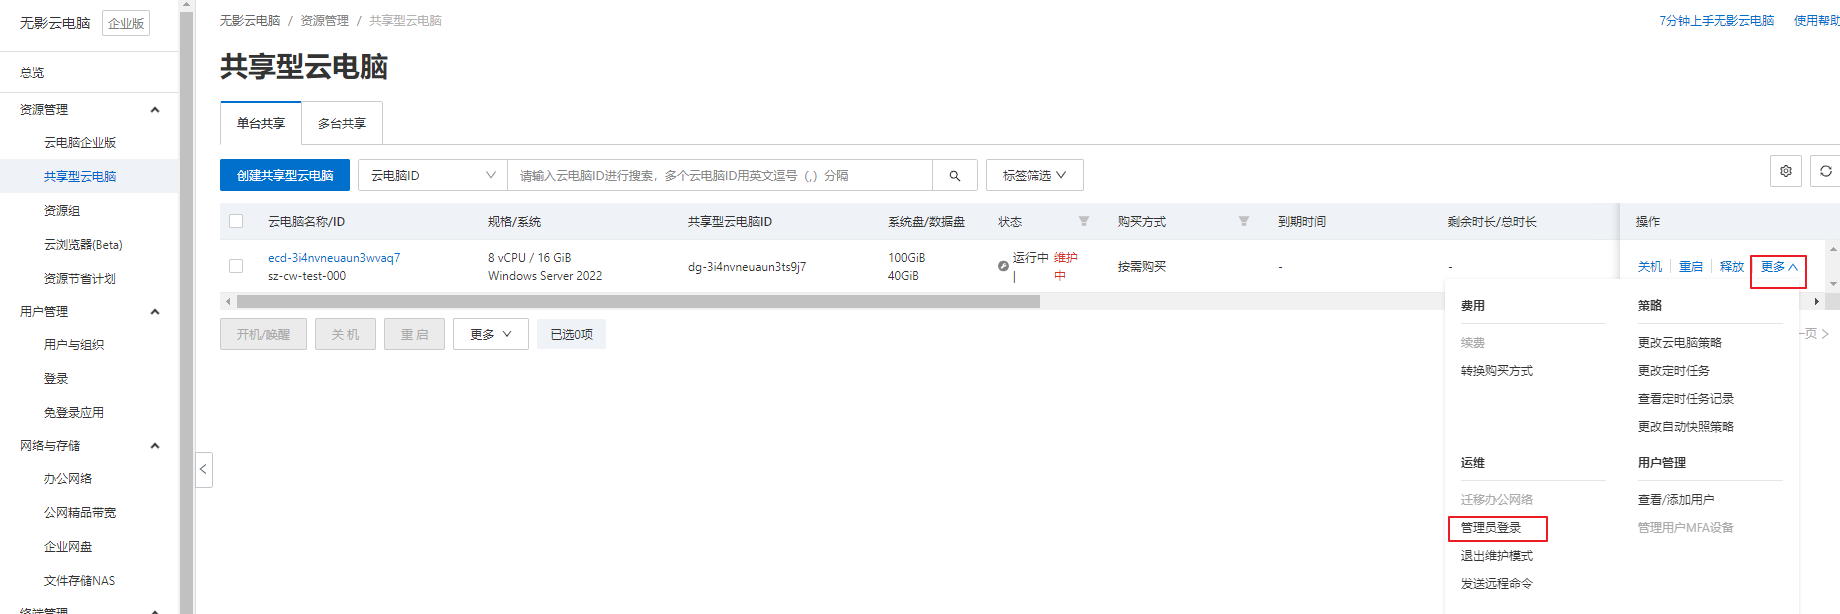 无影云电脑 企业版
总览
资源管理
云电脑企业版
共享型云电脑
资源组
云浏览器(Beta)
资源节省计划
用户管理
用户与组织
登录
免登录应用
网络与存储
办公网络
公网精品带宽
企业网盘
文件存储NAS
终端管理
无影云电脑 / 资源管理 / 共享型云电脑
7分钟上手无影云电脑 使用帮助
共享型云电脑
单台共享 多台共享
创建共享型云电脑 云电脑ID 请输入云电脑ID进行搜索，多个云电脑ID用英文逗号（,）分隔 标签筛选
云电脑名称/ID 规格/系统 共享型云电脑ID 系统盘/数据盘 状态 购买方式 到期时间 剩余时长/总时长 操作
ecd-3i4nvneuaun3wvaq7 8 vCPU / 16 GiB dg-3i4nvneuaun3ts9j7 100GiB 运行中 维护 按需购买 - - 关机 重启 释放 更多
sz-cw-test-000 Windows Server 2022 40GiB | 中
开机/唤醒 关 机 重 启 更多 已选0项
一页
费用
续费
转换购买方式
策略
更改云电脑策略
更改定时任务
查看定时任务记录
更改自动快照策略
运维
迁移办公网络
管理员登录
退出维护模式
发送远程命令
用户管理
查看/添加用户
管理用户MFA设备